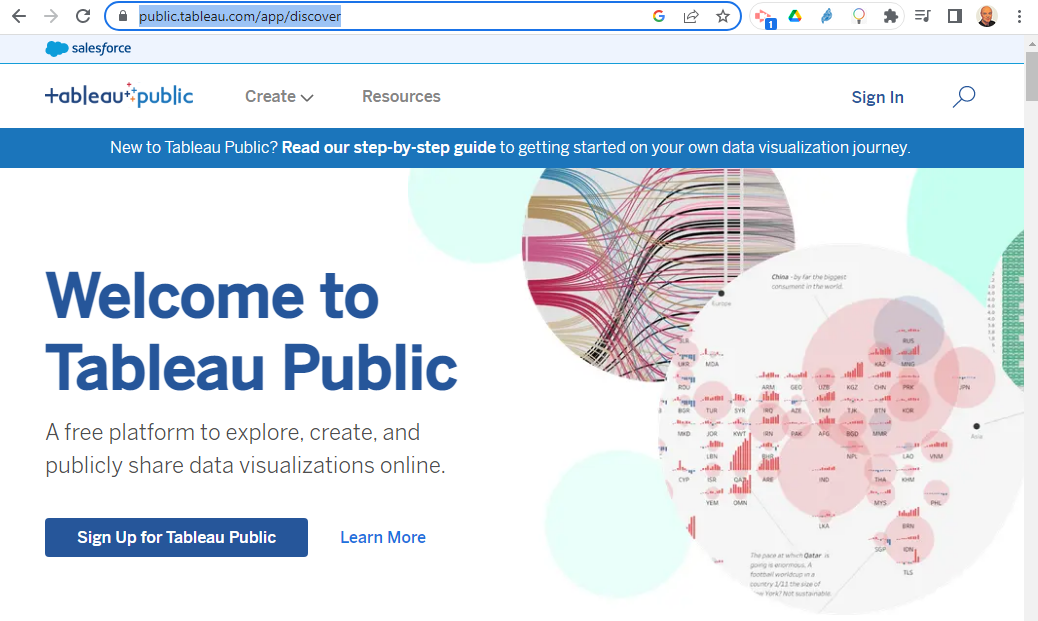 public.tableau.com/app/discover
1
salesforce
+ableau public
Create
Resources
Sign In
New to Tableau Public? Read our step-by-step guide to getting started on your own data visualization journey.
Welcome to
Tableau Public
A free platform to explore, create, and
publicly share data visualizations online.
Sign Up for Tableau Public
Learn More
China - by far the biggest
consument in the world.
Europe
RUS
UKR MDA KAZ MNG
ROU ARM GEO UZB KGZ CHN PRK JPN
BGR TUR SYR IRQ AZE TKM TJK BTN KOR
Asia
MKD JOR KWT IRN PAK AFG BGD MMR
LBN BHR NPL LAO VNM
CYP ISR QAT ARE IND THA KHM
YEM OMN MYS PHL
LKA BRN
SGP IDN
TLS
The pace at which Qatar is
going is enormous. A
football worldcup in a
country 1/11 the size of
New York? Not sustainable.